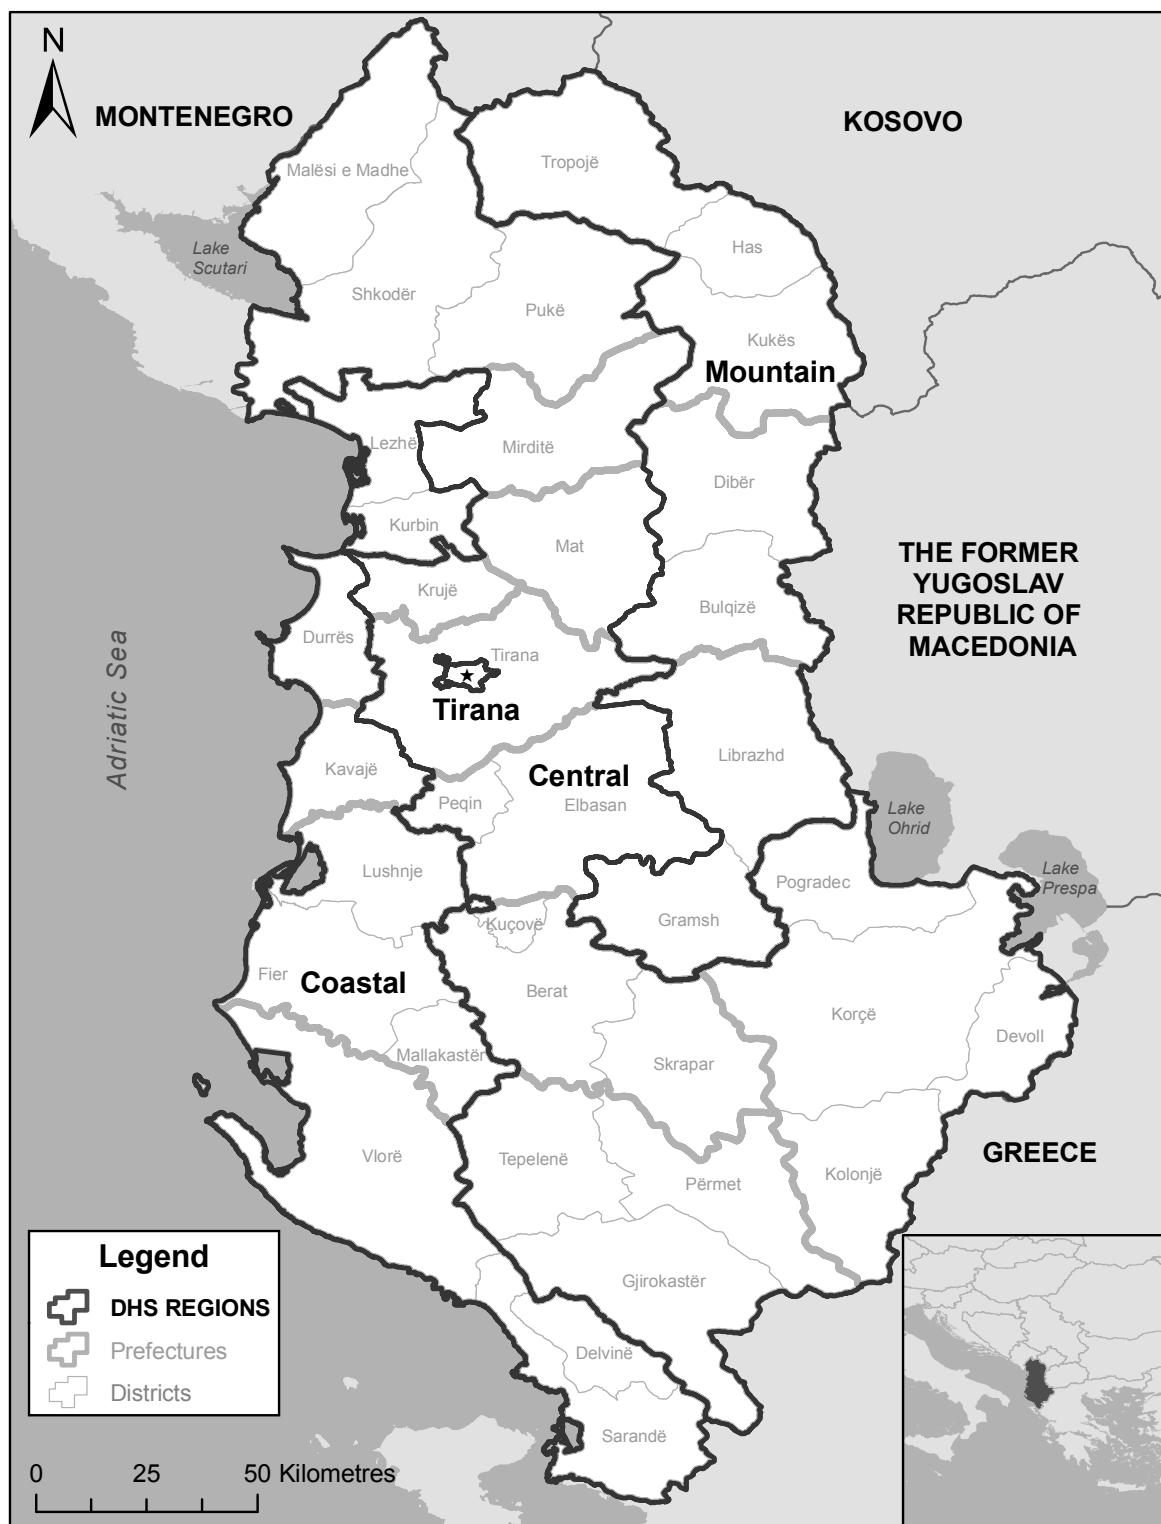 N
MONTENEGRO
KOSOVO
Tropojë
Malësi e Madhe
Has
Lake
Scutari
Shkodër
Pukë
Kukës
Mountain
Lezhë
Mirditë
Dibër
Kurbin
Mat
THE FORMER
YUGOSLAV
REPUBLIC OF
MACEDONIA
Krujë
Bulqizë
Durrës
Tirana
Adriatic Sea
Tirana
Librazhd
Kavajë
Central
Peqin
Elbasan
Lake
Ohrid
Lushnje
Pogradec
Lake
Prespa
Kuçovë
Gramsh
Fier
Coastal
Berat
Korçë
Devoll
Mallakastër
Skrapar
Vlorë
Tepelenë
Përmet
Kolonjë
GREECE
Legend
DHS REGIONS
Prefectures
Districts
Gjirokastër
Delvinë
Sarandë
0 25 50 Kilometres